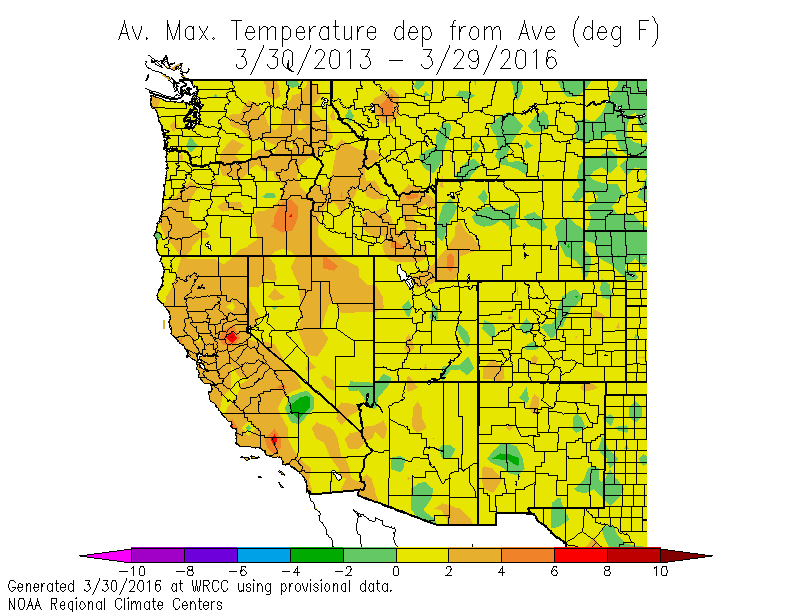 Av. Max. Temperature dep from Ave (deg F)
3/30/2013 - 3/29/2016
-10 -8 -6 -4 -2 0 2 4 6 8 10
Generated 3/30/2016 at WRCC using provisional data.
NOAA Regional Climate Centers